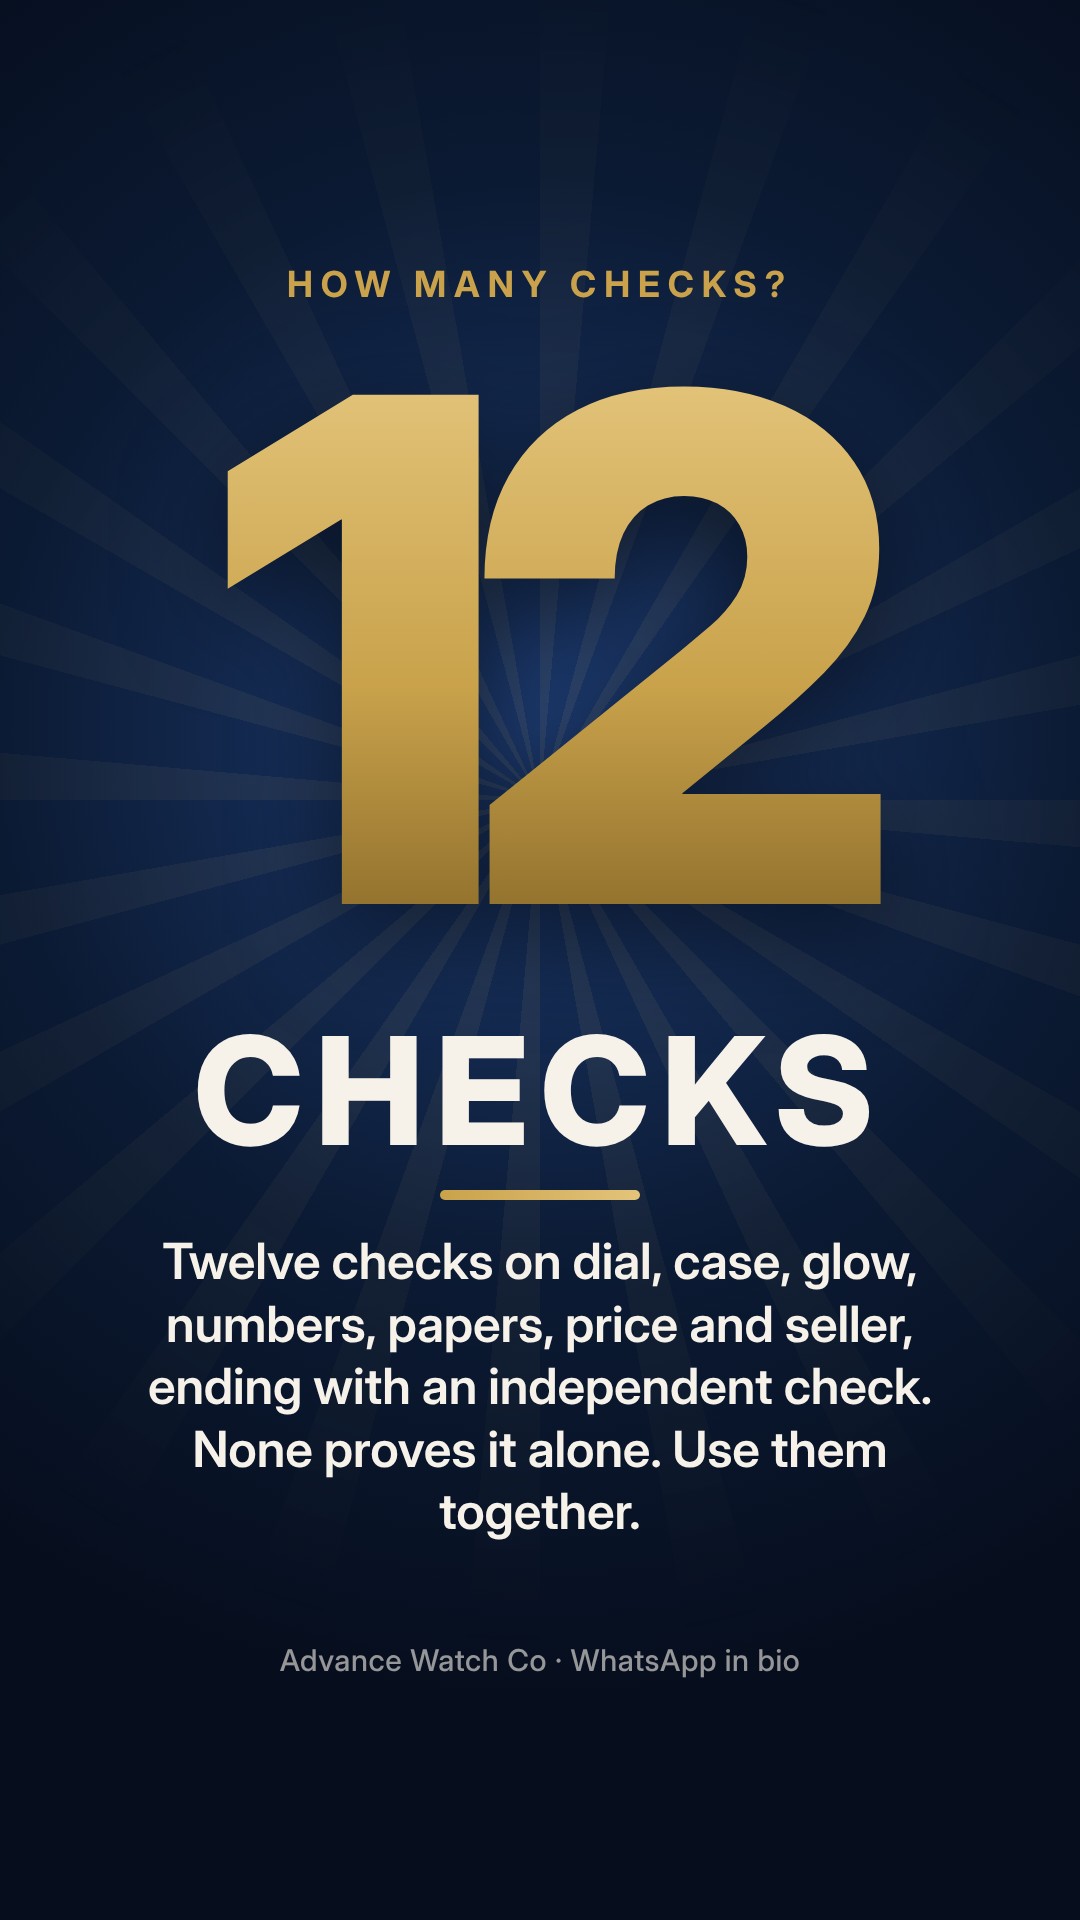 HOW MANY CHECKS?
12
CHECKS
Twelve checks on dial, case, glow,
numbers, papers, price and seller,
ending with an independent check.
None proves it alone. Use them
together.
Advance Watch Co · WhatsApp in bio